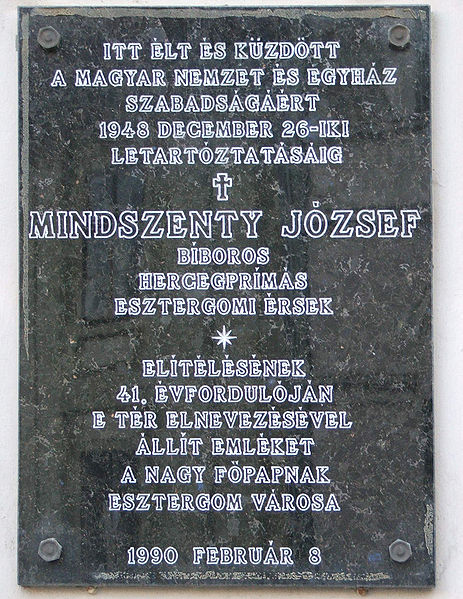 ITT ÉLT ÉS KÜZDÖTT
A MAGYAR NEMZET ÉS EGYHÁZ
SZABADSÁGÁÉRT
1948 DECEMBER 26-IKI
LETARTÓZTATÁSÁIG
MINDSZENTY JÓZSEF
BÍBOROS
HERCEGPRÍMÁS
ESZTERGOMI ÉRSEK
ELÍTÉLÉSÉNEK
41. ÉVFORDULÓJÁN
E TÉR ELNEVEZÉSÉVEL
ÁLLÍT EMLÉKET
A NAGY FŐPAPNAK
ESZTERGOM VÁROSA
1990 FEBRUÁR 8